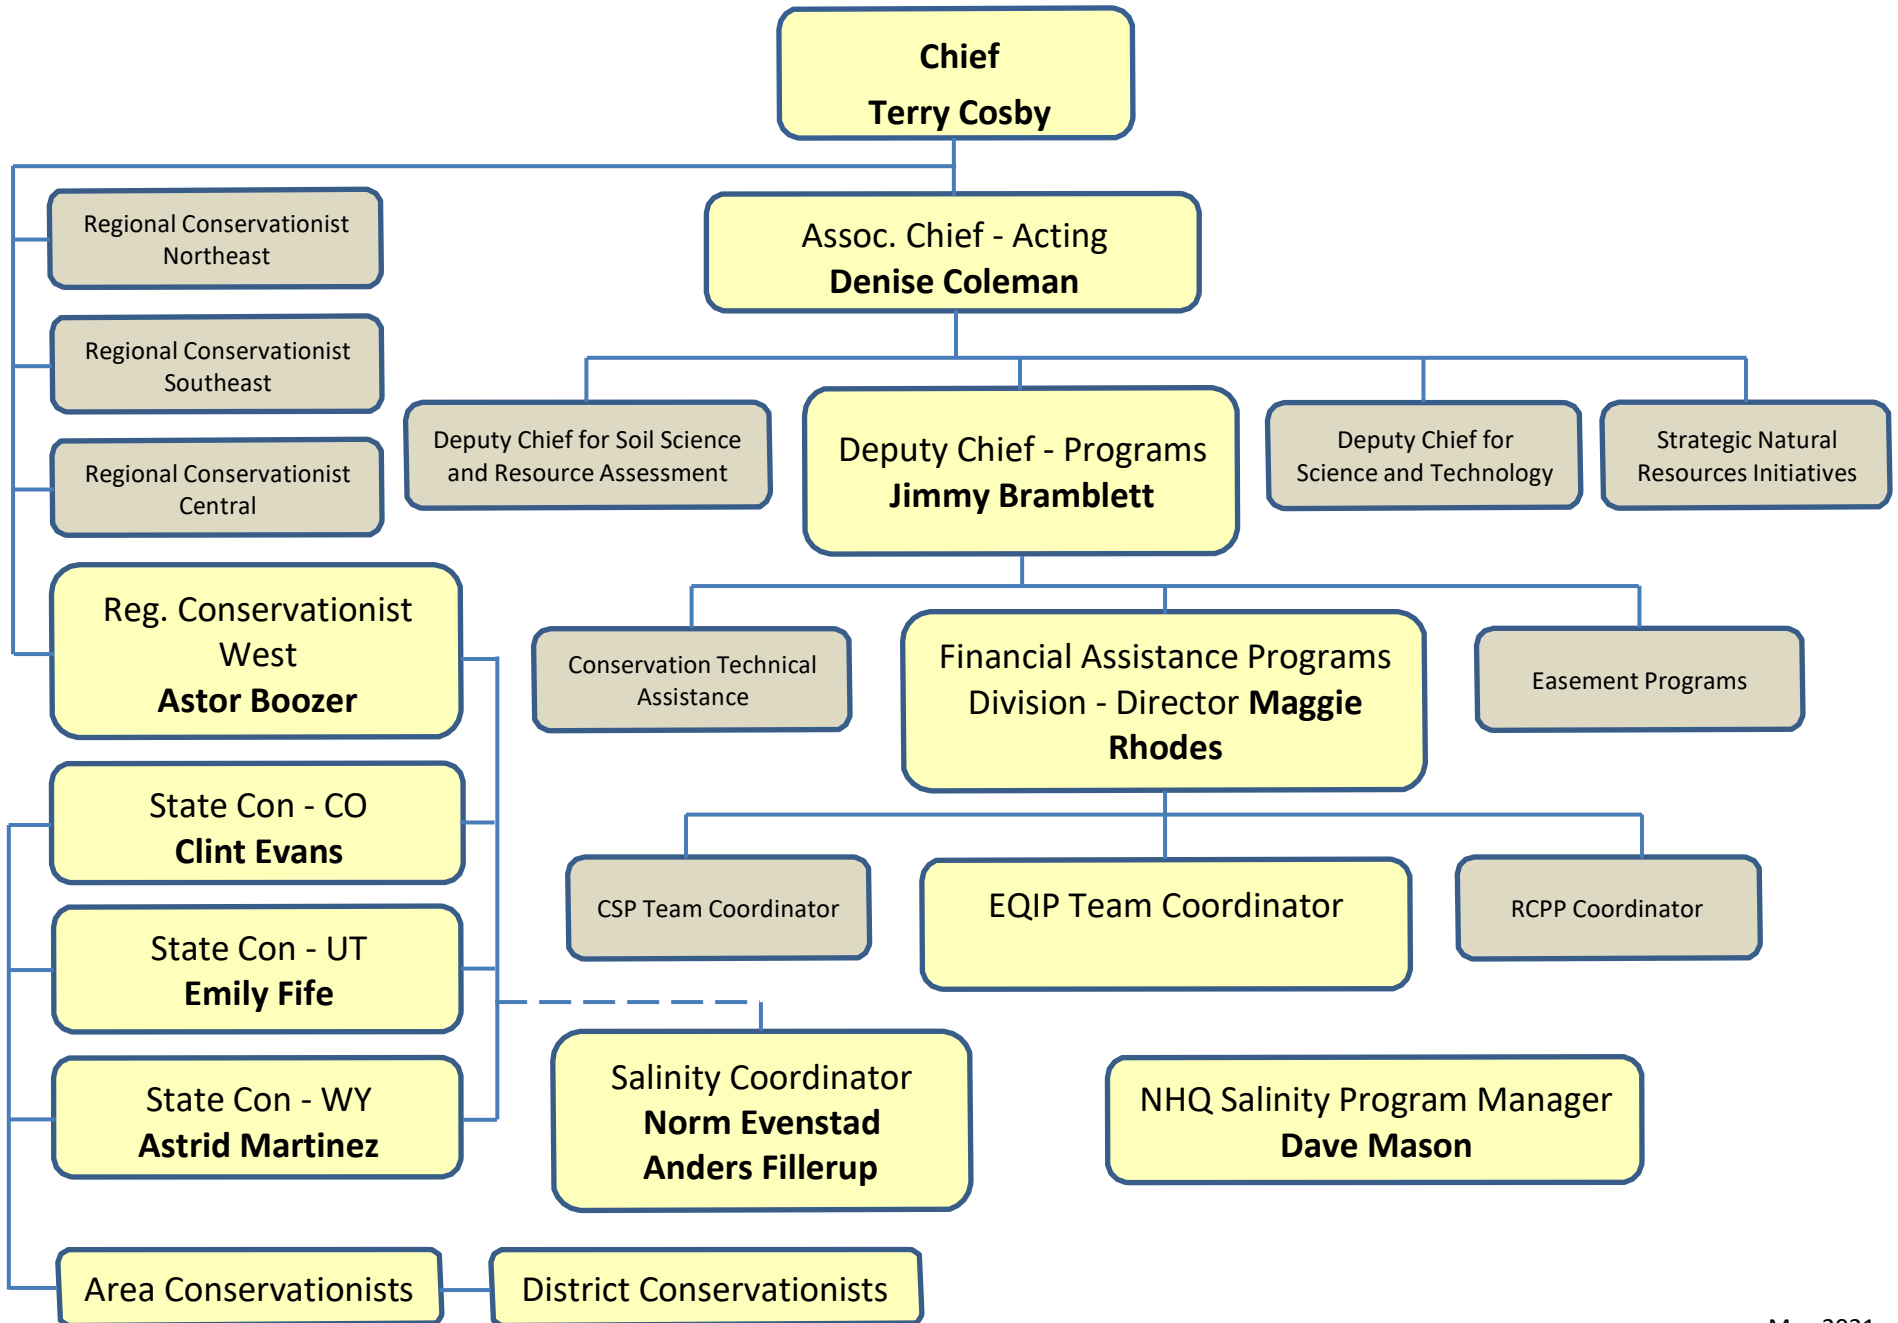 Chief
Terry Cosby
Regional Conservationist
Northeast
Assoc. Chief - Acting
Denise Coleman
Regional Conservationist
Southeast
Deputy Chief for Soil Science
and Resource Assessment
Deputy Chief - Programs
Jimmy Bramblett
Deputy Chief for
Science and Technology
Strategic Natural
Resources Initiatives
Regional Conservationist
Central
Reg. Conservationist
West
Astor Boozer
Conservation Technical
Assistance
Financial Assistance Programs
Division - Director Maggie
Rhodes
Easement Programs
State Con - CO
Clint Evans
CSP Team Coordinator
EQIP Team Coordinator
RCPP Coordinator
State Con - UT
Emily Fife
State Con - WY
Astrid Martinez
Salinity Coordinator
Norm Evenstad
Anders Fillerup
NHQ Salinity Program Manager
Dave Mason
Area Conservationists
District Conservationists